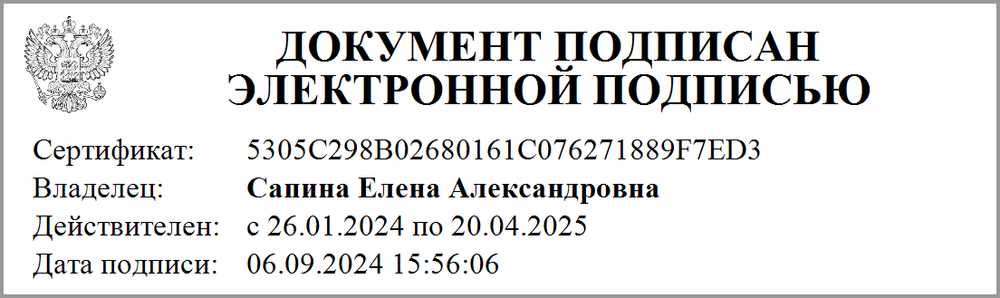 ДОКУМЕНТ ПОДПИСАН
ЭЛЕКТРОННОЙ ПОДПИСЬЮ
Сертификат: 5305C298B02680161C076271889F7ED3
Владелец: Сапина Елена Александровна
Действителен: с 26.01.2024 по 20.04.2025
Дата подписи: 06.09.2024 15:56:06